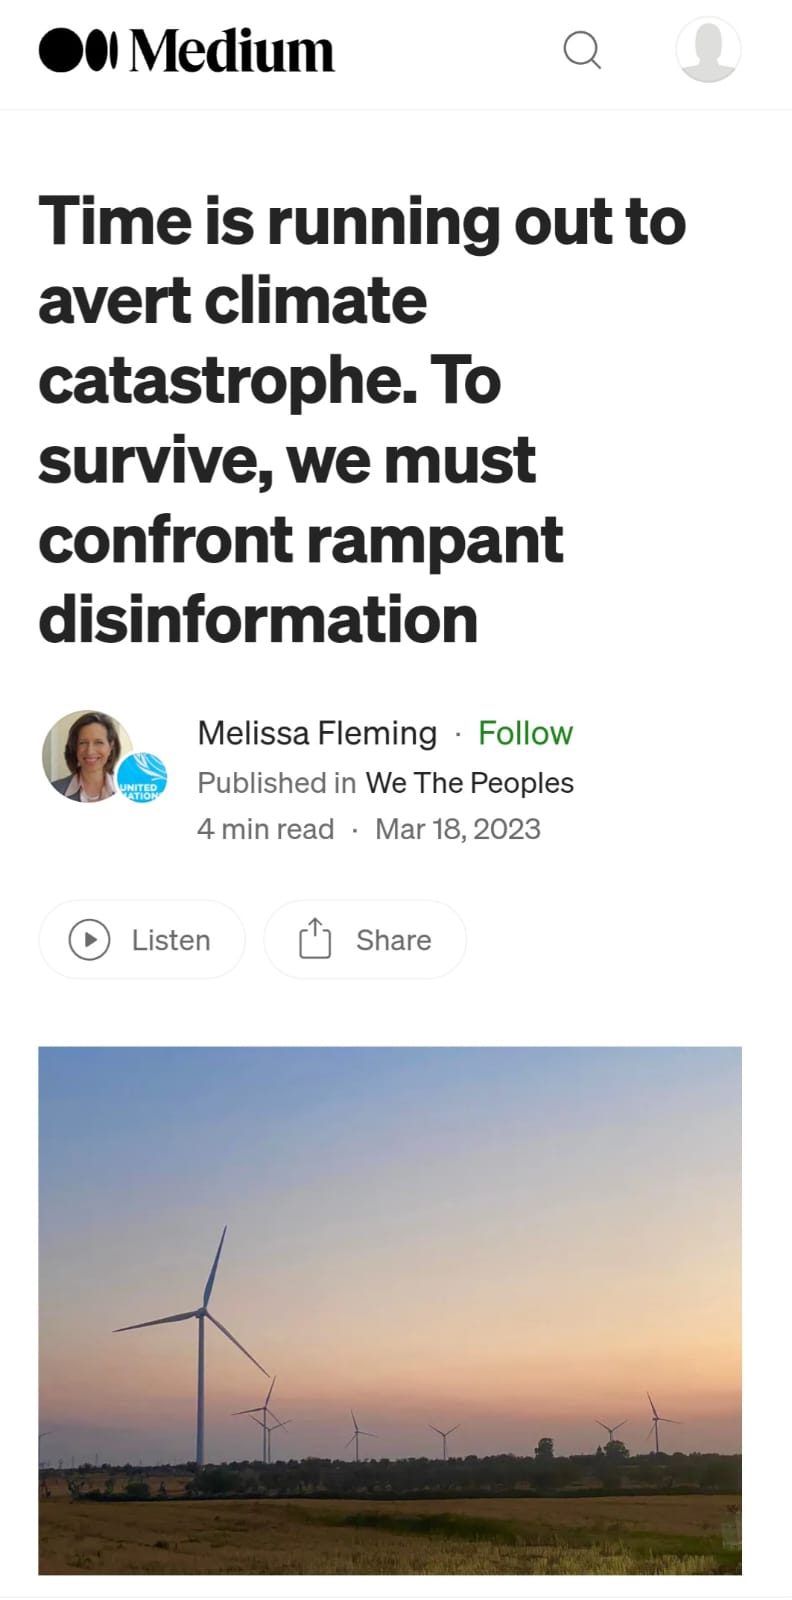 Medium
Time is running out to
avert climate
catastrophe. To
survive, we must
confront rampant
disinformation
Melissa Fleming · Follow
UNITED
NATIONS
Published in We The Peoples
4 min read · Mar 18, 2023
Listen
Share